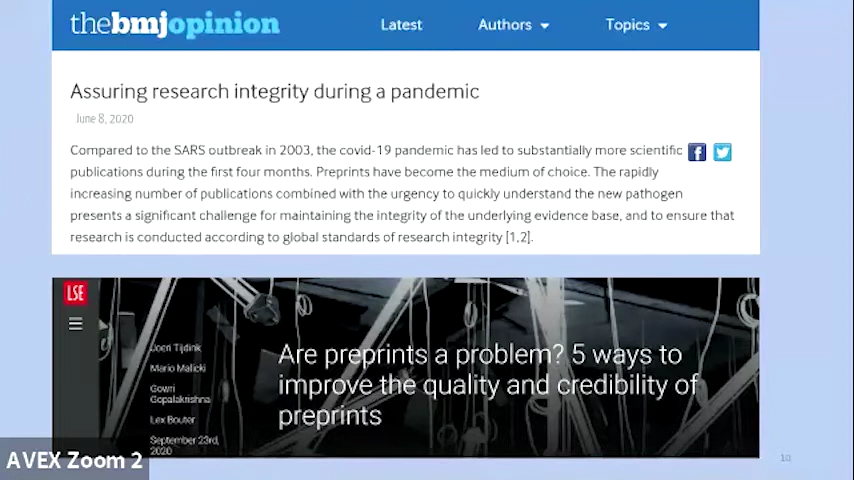 thebmjopinion
Latest
Authors
Topics
Assuring research integrity during a pandemic
June 8, 2020
Compared to the SARS outbreak in 2003, the covid-19 pandemic has led to substantially more scientific
publications during the first four months. Preprints have become the medium of choice. The rapidly
increasing number of publications combined with the urgency to quickly understand the new pathogen
presents a significant challenge for maintaining the integrity of the underlying evidence base, and to ensure that
research is conducted according to global standards of research integrity [1,2].
LSE
Joeri Tijdink
Mario Malicki
Gowri
Gopalakrishna
Lex Bouter
September 23rd,
2020
Are preprints a problem? 5 ways to
improve the quality and credibility of
preprints
AVEX Zoom 2
10